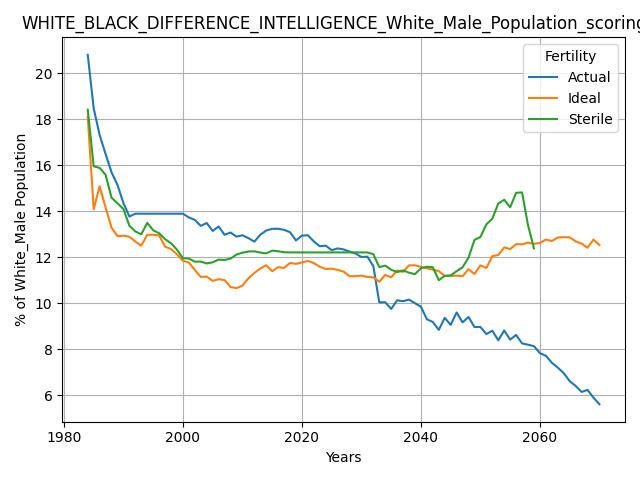 WHITE_BLACK_DIFFERENCE_INTELLIGENCE_White_Male_Population_scoring
Fertility
Actual
Ideal
Sterile
% of White_Male Population
20
18
16
14
12
10
8
6
1980
2000
2020
2040
2060
Years